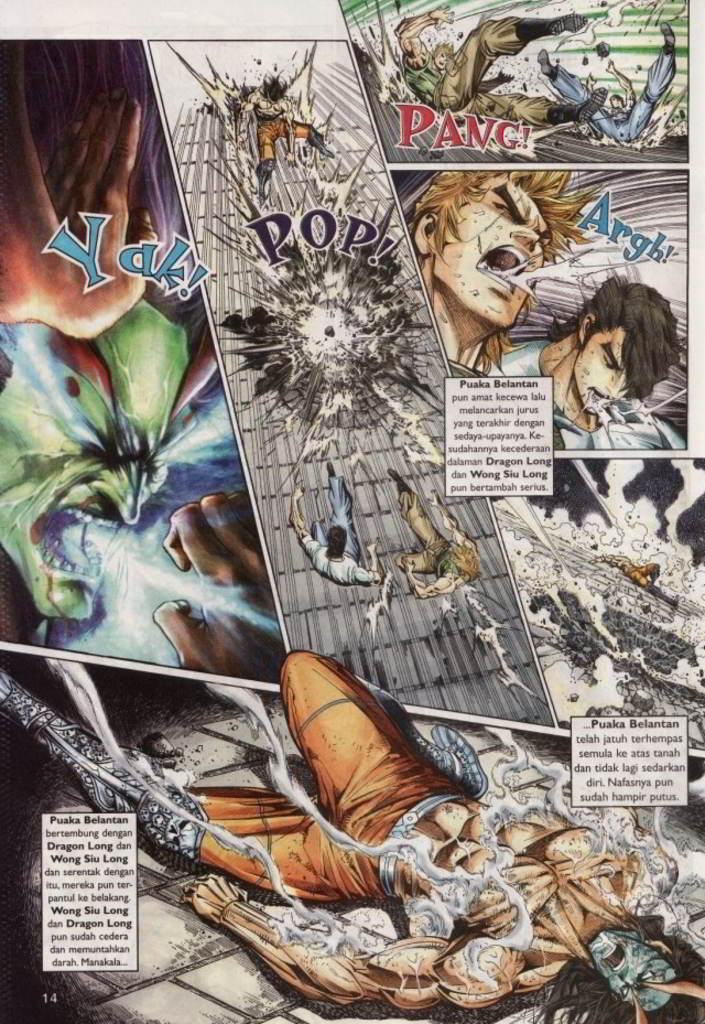 PANG!
Yak!
POP!
Argh!
Puaka Belantan
pun amat kecewa lalu
melancarkan jurus
yang terakhir dengan
sedaya-upayanya. Ke-
sudahannya kecederaan
dalaman Dragon Long
dan Wong Siu Long
pun bertambah serius.
...Puaka Belantan
telah jatuh terhempas
semula ke atas tanah
dan tidak lagi sedarkan
diri. Nafasnya pun
sudah hampir putus.
Puaka Belantan
bertembung dengan
Dragon Long dan
Wong Siu Long
dan serentak dengan
itu, mereka pun ter-
pantul ke belakang.
Wong Siu Long
dan Dragon Long
pun sudah cedera
dan memuntahkan
darah. Manakala...
14